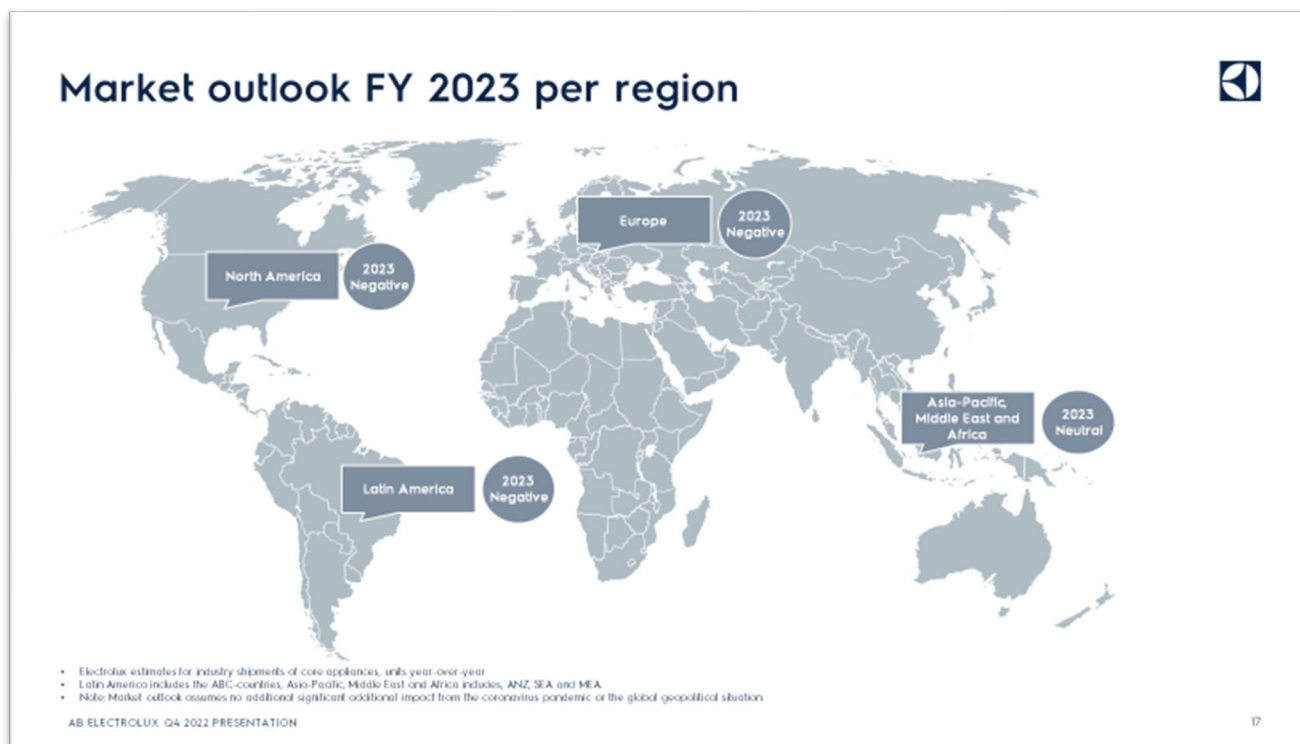 Market outlook FY 2023 per region
Europe
2023
Negative
North America
2023
Negative
Asia-Pacific,
Middle East and
Africa
2023
Neutral
Latin America
2023
Negative
• Electrolux estimates for industry shipments of core appliances, units year-over-year
• Latin America includes the ABC-countries, Asia-Pacific, Middle East and Africa includes, ANZ, SEA and MEA.
• Note: Market outlook assumes no additional significant additional impact from the coronavirus pandemic or the global geopolitical situation.
AB ELECTROLUX Q4 2022 PRESENTATION
17